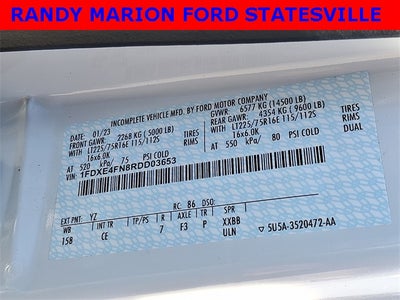 RANDY MARION FORD STATESVILLE
INCOMPLETE VEHICLE MFD. BY FORD MOTOR COMPANY
DATE: 01/23 GVWR: 6577 KG (14500 LB)
FRONT GAWR: 2268 KG (5000 LB) REAR GAWR: 4354 KG (9600 LB)
WITH LT225/75R16E 115/112S TIRES WITH LT225/75R16E 115/112S TIRES
16x6.0K RIMS 16x6.0K
AT 520 kPa/ 75 PSI COLD AT 550 kPa/ 80 PSI COLD
1FDXE4FN8RDD03653
RC: 86 DSO:
EXT PNT: YZ
WB INT TR TP/PS R AXLE TR SPR
158 CE 7 F3 P XXBB
ULN 5U5A-3520472-AA